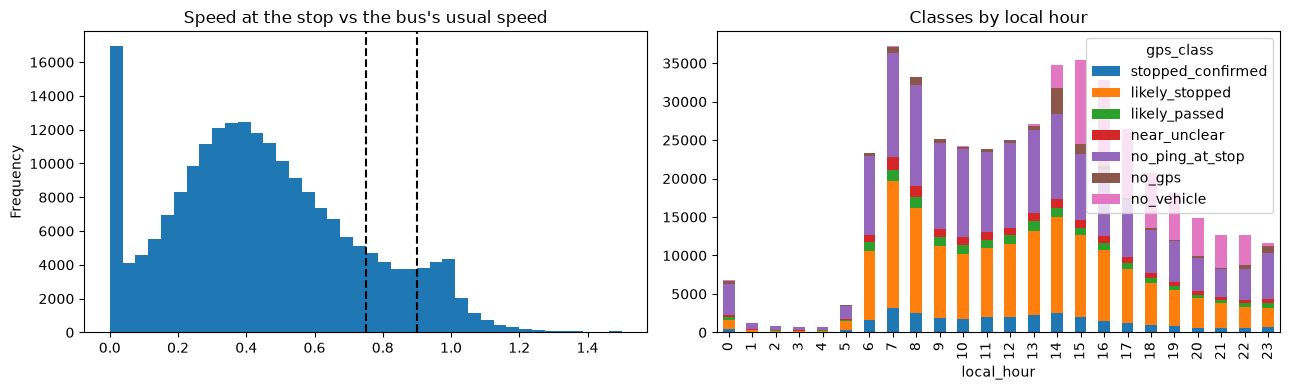 Speed at the stop vs the bus's usual speed
Frequency
16000
14000
12000
10000
8000
6000
4000
2000
0
0.0 0.2 0.4 0.6 0.8 1.0 1.2 1.4
Classes by local hour
35000
30000
25000
20000
15000
10000
5000
0
gps_class
stopped_confirmed
likely_stopped
likely_passed
near_unclear
no_ping_at_stop
no_gps
no_vehicle
0 1 2 3 4 5 6 7 8 9 10 11 12 13 14 15 16 17 18 19 20 21 22 23
local_hour